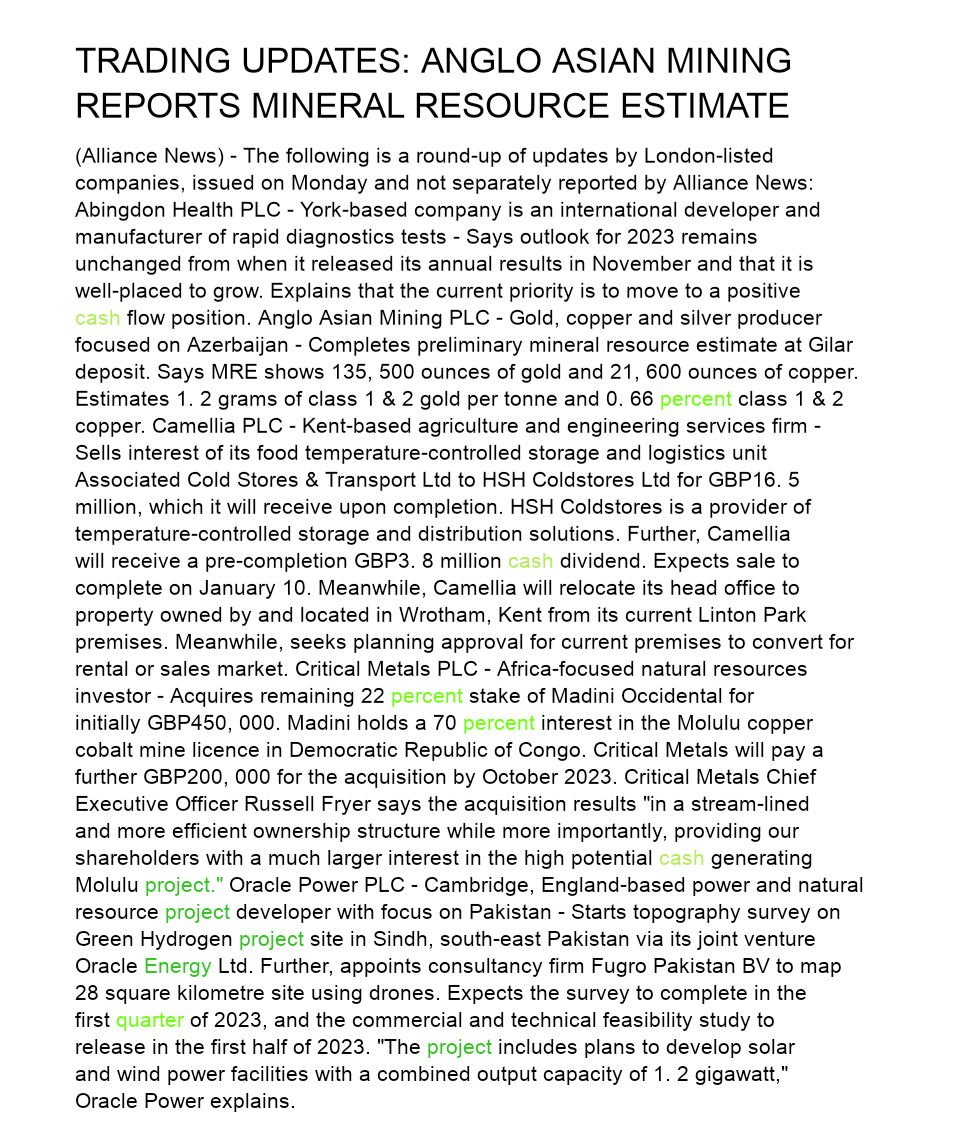 TRADING UPDATES: ANGLO ASIAN MINING
REPORTS MINERAL RESOURCE ESTIMATE
(Alliance News) - The following is a round-up of updates by London-listed
companies, issued on Monday and not separately reported by Alliance News:
Abingdon Health PLC - York-based company is an international developer and
manufacturer of rapid diagnostics tests - Says outlook for 2023 remains
unchanged from when it released its annual results in November and that it is
well-placed to grow. Explains that the current priority is to move to a positive
cash flow position. Anglo Asian Mining PLC - Gold, copper and silver producer
focused on Azerbaijan - Completes preliminary mineral resource estimate at Gilar
deposit. Says MRE shows 135, 500 ounces of gold and 21, 600 ounces of copper.
Estimates 1. 2 grams of class 1 & 2 gold per tonne and 0. 66 percent class 1 & 2
copper. Camellia PLC - Kent-based agriculture and engineering services firm -
Sells interest of its food temperature-controlled storage and logistics unit
Associated Cold Stores & Transport Ltd to HSH Coldstores Ltd for GBP16. 5
million, which it will receive upon completion. HSH Coldstores is a provider of
temperature-controlled storage and distribution solutions. Further, Camellia
will receive a pre-completion GBP3. 8 million cash dividend. Expects sale to
complete on January 10. Meanwhile, Camellia will relocate its head office to
property owned by and located in Wrotham, Kent from its current Linton Park
premises. Meanwhile, seeks planning approval for current premises to convert for
rental or sales market. Critical Metals PLC - Africa-focused natural resources
investor - Acquires remaining 22 percent stake of Madini Occidental for
initially GBP450, 000. Madini holds a 70 percent interest in the Molulu copper
cobalt mine licence in Democratic Republic of Congo. Critical Metals will pay a
further GBP200, 000 for the acquisition by October 2023. Critical Metals Chief
Executive Officer Russell Fryer says the acquisition results "in a stream-lined
and more efficient ownership structure while more importantly, providing our
shareholders with a much larger interest in the high potential cash generating
Molulu project." Oracle Power PLC - Cambridge, England-based power and natural
resource project developer with focus on Pakistan - Starts topography survey on
Green Hydrogen project site in Sindh, south-east Pakistan via its joint venture
Oracle Energy Ltd. Further, appoints consultancy firm Fugro Pakistan BV to map
28 square kilometre site using drones. Expects the survey to complete in the
first quarter of 2023, and the commercial and technical feasibility study to
release in the first half of 2023. "The project includes plans to develop solar
and wind power facilities with a combined output capacity of 1. 2 gigawatt,"
Oracle Power explains.